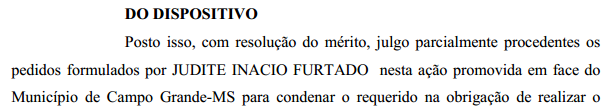 DO DISPOSITIVO
Posto isso, com resolução do mérito, julgo parcialmente procedentes os
pedidos formulados por JUDITE INACIO FURTADO nesta ação promovida em face do
Município de Campo Grande-MS para condenar o requerido na obrigação de realizar o